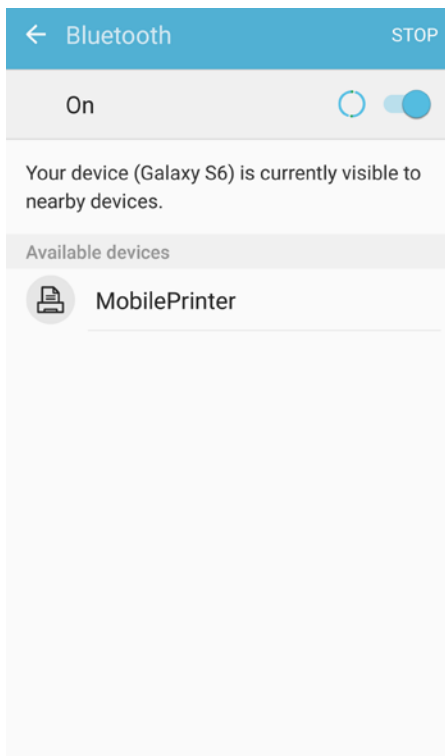 Bluetooth STOP
On
Your device (Galaxy S6) is currently visible to
nearby devices.
Available devices
MobilePrinter